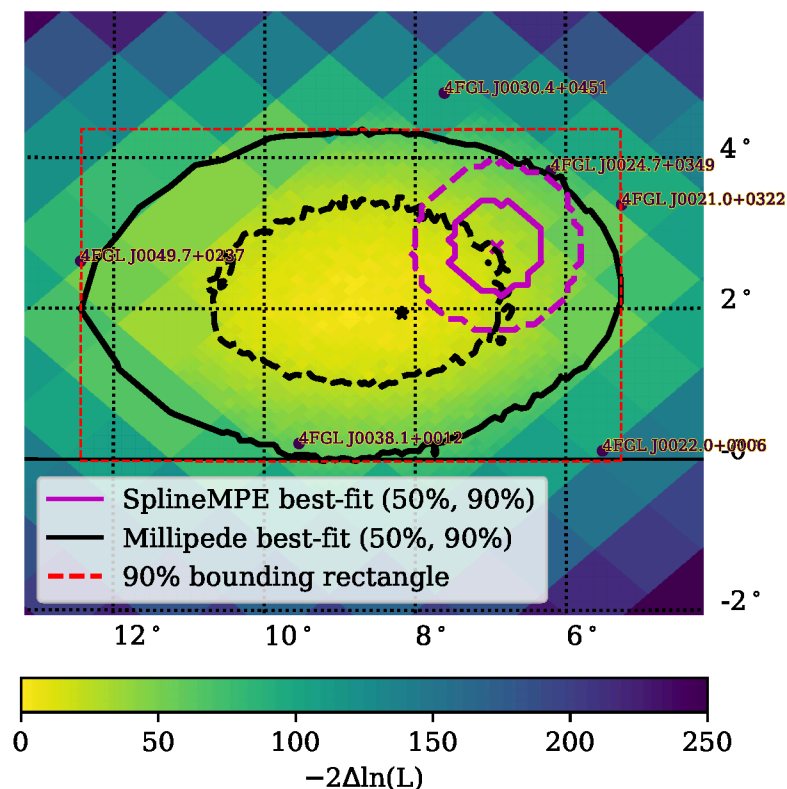 4FGL J0030.4+0451
4°
4FGL J0024.7+0349
4FGL J0021.0+0322
4FGL J0049.7+0237
2°
4FGL J0038.1+0012
4FGL J0022.0+0006
-0°
SplineMPE best-fit (50%, 90%)
Millipede best-fit (50%, 90%)
90% bounding rectangle
-2°
12° 10° 8° 6°
0 50 100 150 200 250
−2Δln(L)